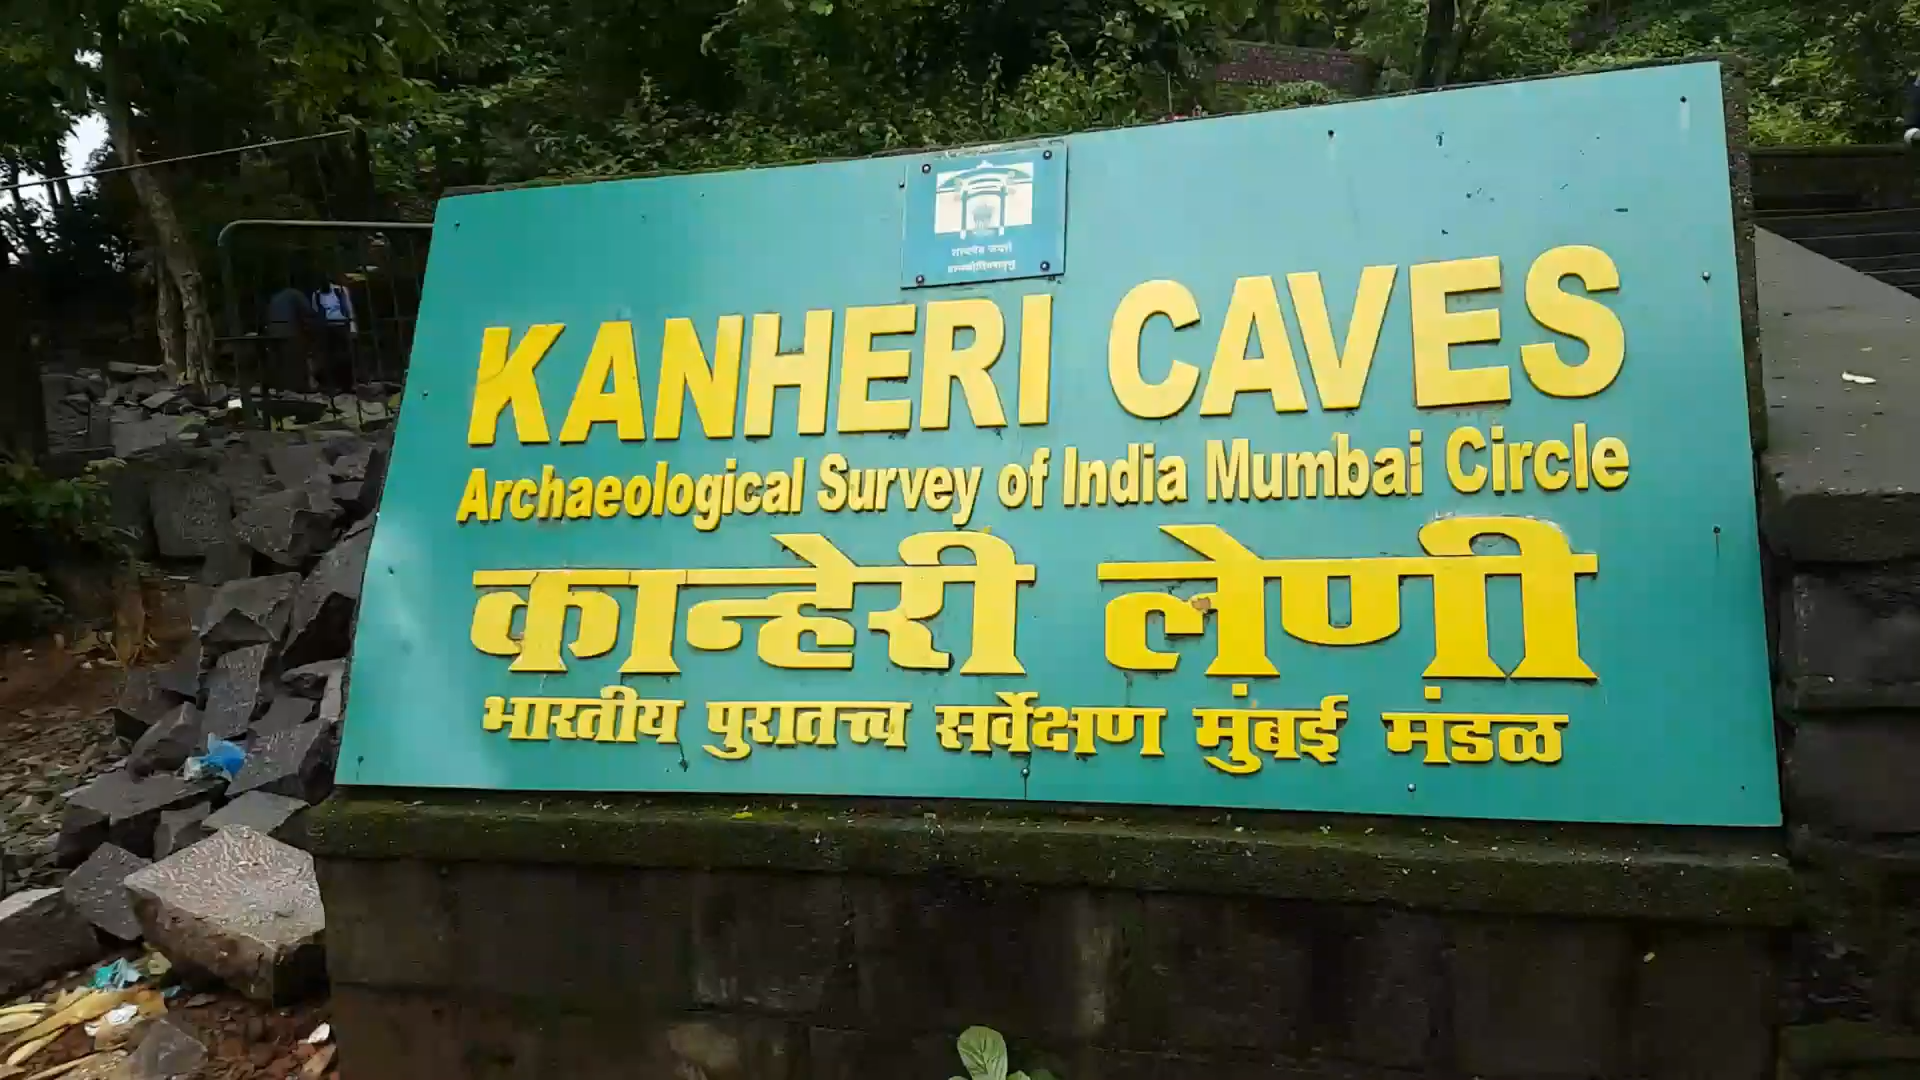 KANHERI CAVES
Archaeological Survey of India Mumbai Circle
कान्हेरी लेणी
भारतीय पुरातत्त्व सर्वेक्षण मुंबई मंडळ